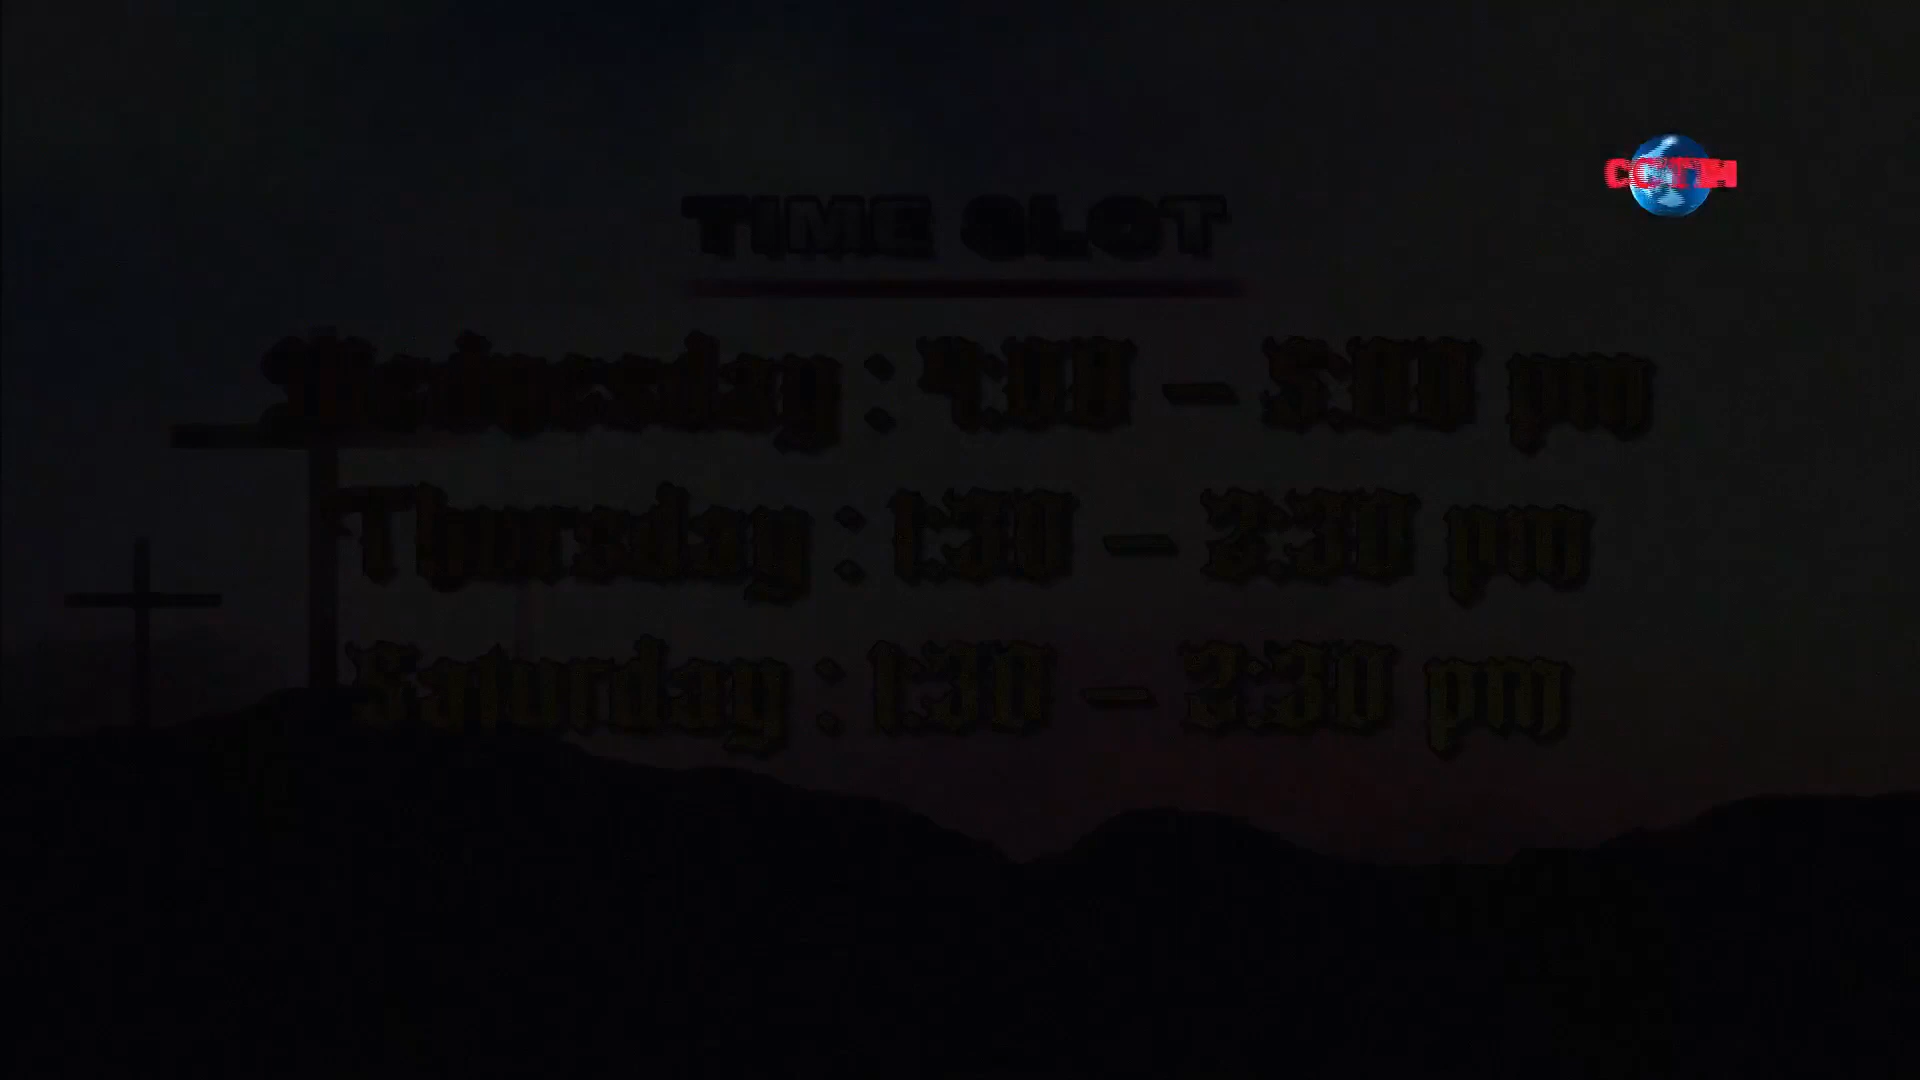 TIME SLOT
Wednesday : 4:00 - 5:00 pm
Thursday : 1:30 - 2:30 pm
Saturday : 1:30 - 2:30 pm